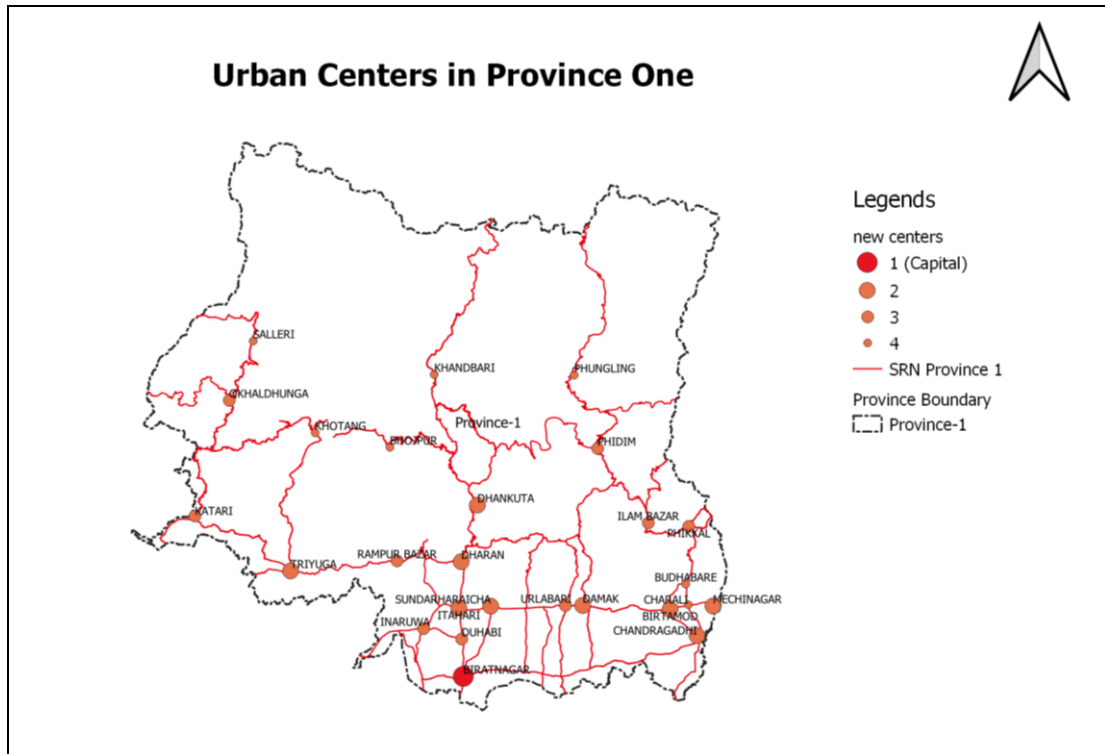 Urban Centers in Province One
Legends
new centers
1 (Capital)
2
3
4
SRN Province 1
Province Boundary
Province-1
SALLERI
KHANDBARI
PHUNGLING
OKHALDHUNGA
Province-1
KHOTANG
BHOJPUR
PHIDIM
DHANKUTA
KATARI
ILAM BAZAR
PHIKKAL
RAMPUR BAZAR
DHARAN
TRIYUGA
BUDHABARE
SUNDARHARAICHA
URLABARI
DAMAK
CHARALI
MECHINAGAR
ITAHARI
BIRTAMOD
INARUWA
DUHABI
CHANDRAGADHI
BIRATNAGAR